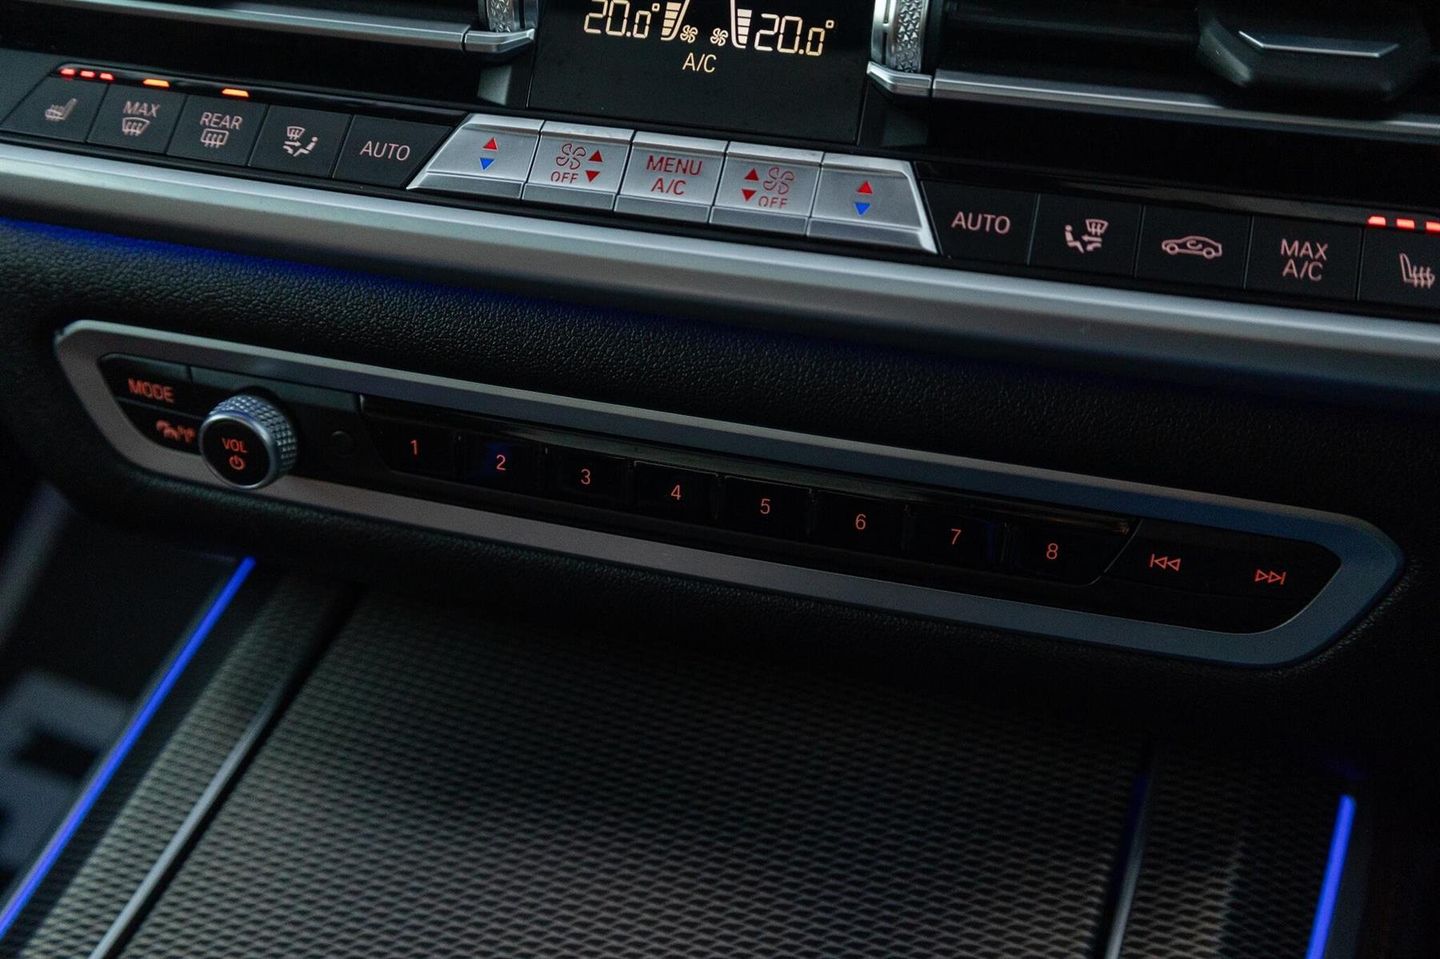 20.0°
20.0°
A/C
MAX
REAR
AUTO
OFF
MENU
A/C
OFF
AUTO
MAX
A/C
MODE
VOL
1
2
3
4
5
6
7
8